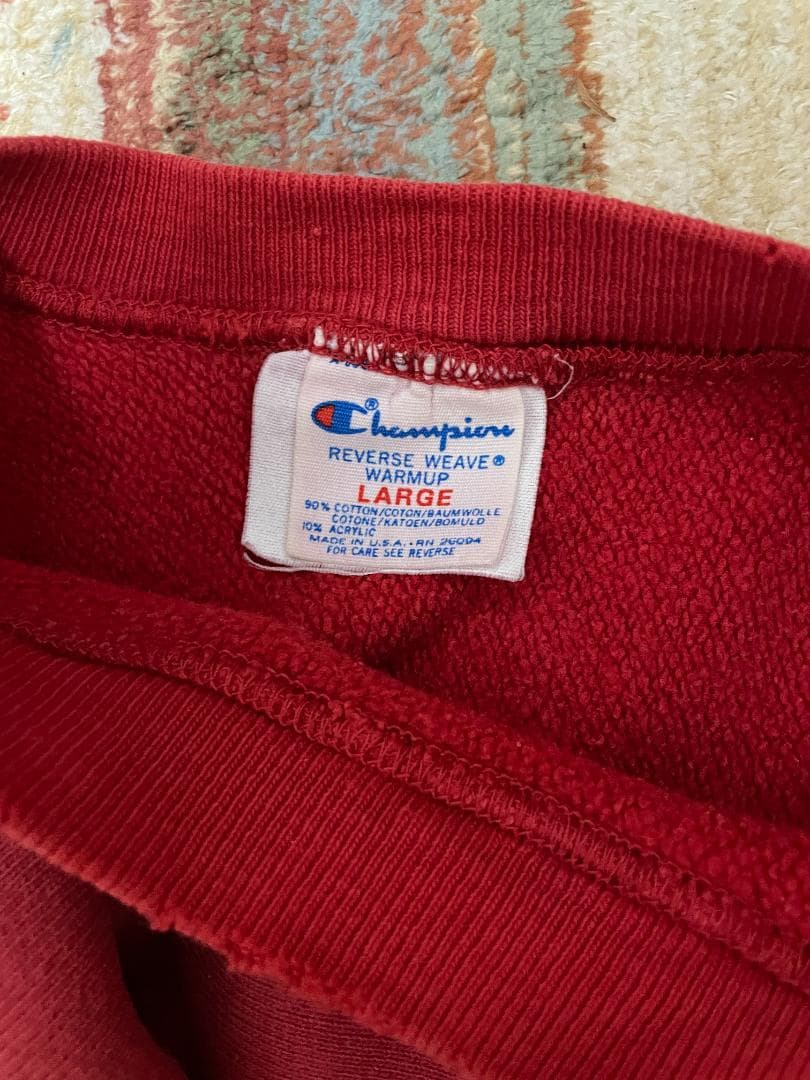 Champion®
REVERSE WEAVE®
WARMUP
LARGE
90% COTTON/COTON/BAUMWOLLE
COTONE/KATOEN/BOMULD
10% ACRYLIC
MADE IN U.S.A. · RN 26094
FOR CARE SEE REVERSE